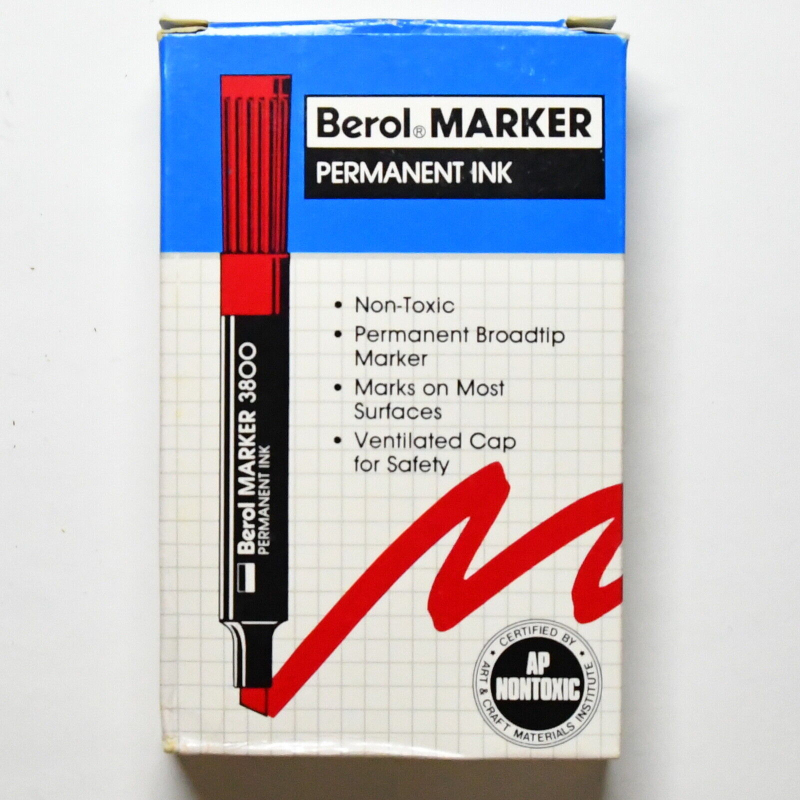 Berol® MARKER
PERMANENT INK
• Non-Toxic
• Permanent Broadtip
Marker
• Marks on Most
Surfaces
• Ventilated Cap
for Safety
Berol MARKER 3800
PERMANENT INK
CERTIFIED BY
AP
NONTOXIC
ART & CRAFT MATERIALS INSTITUTE